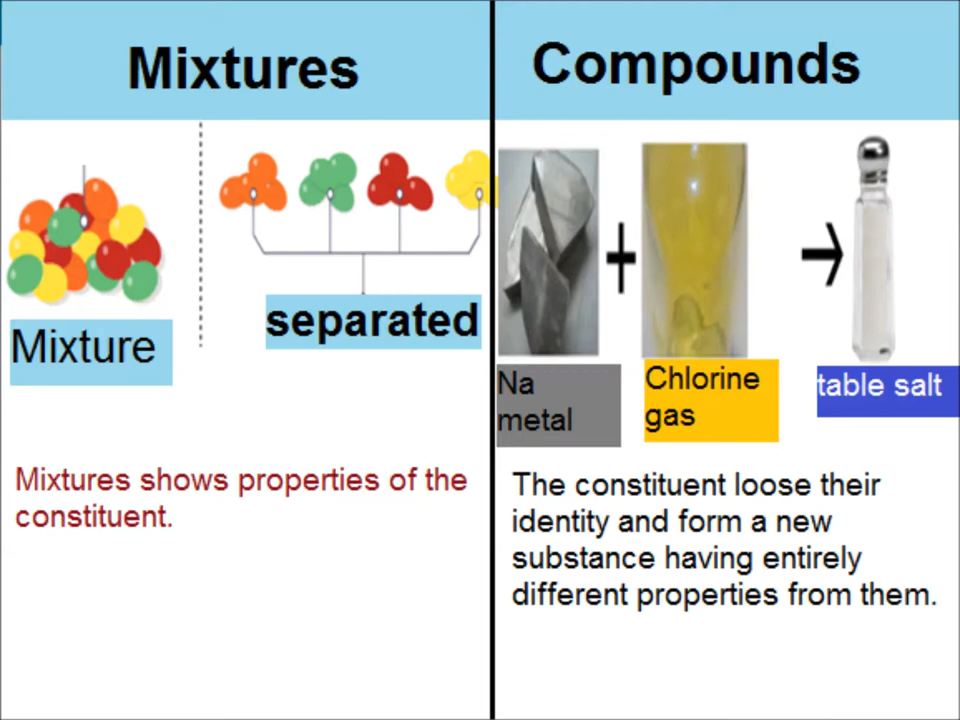 Mixtures
Mixture
separated
Mixtures shows properties of the
constituent.
Compounds
+
→
Na
metal
Chlorine
gas
table salt
The constituent loose their
identity and form a new
substance having entirely
different properties from them.